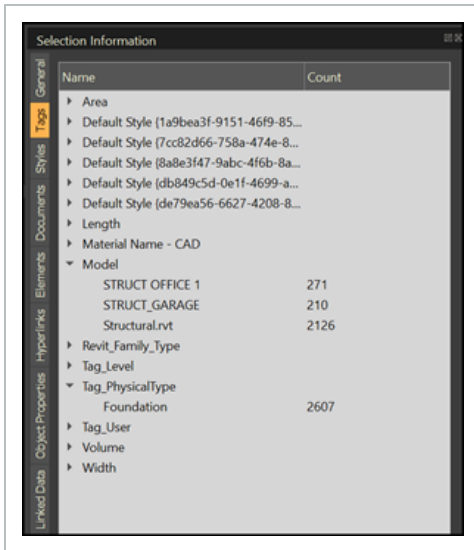 Selection Information
General
Tags
Styles
Documents
Elements
Hyperlinks
Object Properties
Linked Data
Name Count
Area
Default Style (1a9bea3f-9151-46f9-85...
Default Style (7cc82d66-758a-474e-8...
Default Style (8a8e3f47-9abc-4f6b-8a...
Default Style (db849c5d-0e1f-4699-a...
Default Style (de79ea56-6627-4208-8...
Length
Material Name - CAD
Model
STRUCT OFFICE 1 271
STRUCT_GARAGE 210
Structural.rvt 2126
Revit_Family_Type
Tag_Level
Tag_PhysicalType
Foundation 2607
Tag_User
Volume
Width